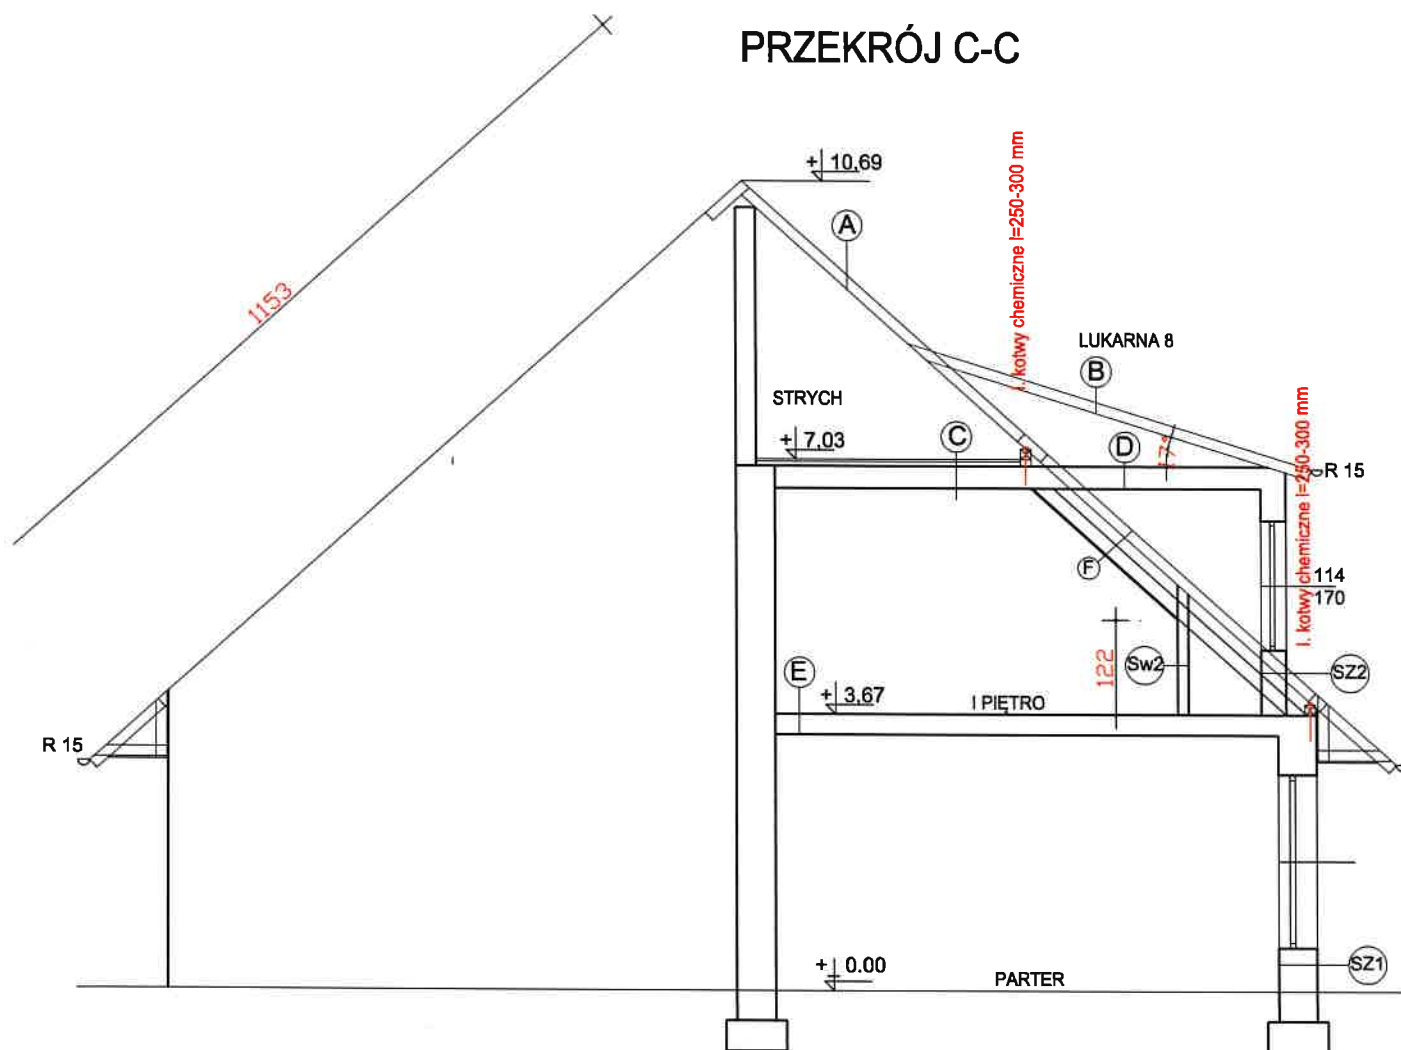 PRZEKRÓJ C-C
+ 10,69
l. kotwy chemiczne l=250-300 mm
A
1153
LUKARNA 8
B
STRYCH
+ 7,03
C
D
17°
R 15
l. kotwy chemiczne l=250-300 mm
F
114
170
122
Sw2
SZ2
E
+ 3,67
I PIĘTRO
R 15
+ 0.00
PARTER
SZ1